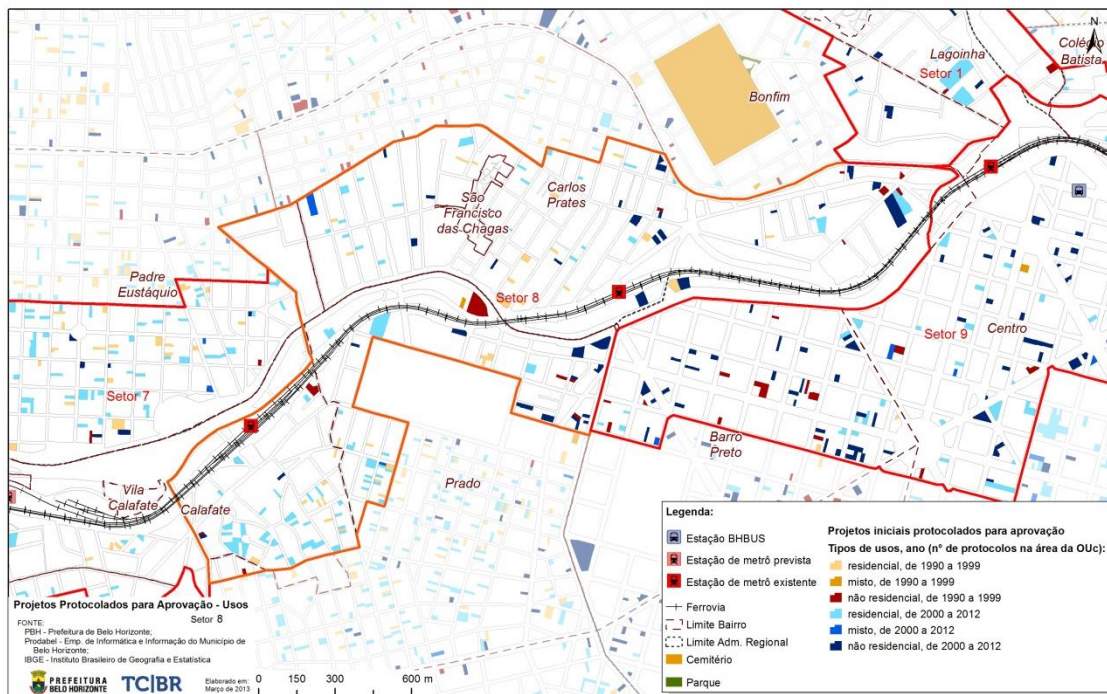 N
Colégio
Batista
Lagoinha
Setor 1
Bonfim
Carlos
Prates
São
Francisco
das Chagas
Padre
Eustáquio
Setor 8
Setor 9
Centro
Setor 7
Barro
Preto
Prado
Vila
Calafate
Calafate
Legenda:
Estação BHBUS
Estação de metrô prevista
Estação de metrô existente
Ferrovia
Limite Bairro
Limite Adm. Regional
Cemitério
Parque
Projetos iniciais protocolados para aprovação
Tipos de usos, ano (nº de protocolos na área da OUc):
residencial, de 1990 a 1999
misto, de 1990 a 1999
não residencial, de 1990 a 1999
residencial, de 2000 a 2012
misto, de 2000 a 2012
não residencial, de 2000 a 2012
Projetos Protocolados para Aprovação - Usos
Setor 8
FONTE:
PBH - Prefeitura de Belo Horizonte;
Prodabel - Emp. de Informática e Informação do Município de
Belo Horizonte;
IBGE - Instituto Brasileiro de Geografia e Estatística
PREFEITURA
BELO HORIZONTE
TC|BR
Elaborado em:
Março de 2013
0 150 300 600 m